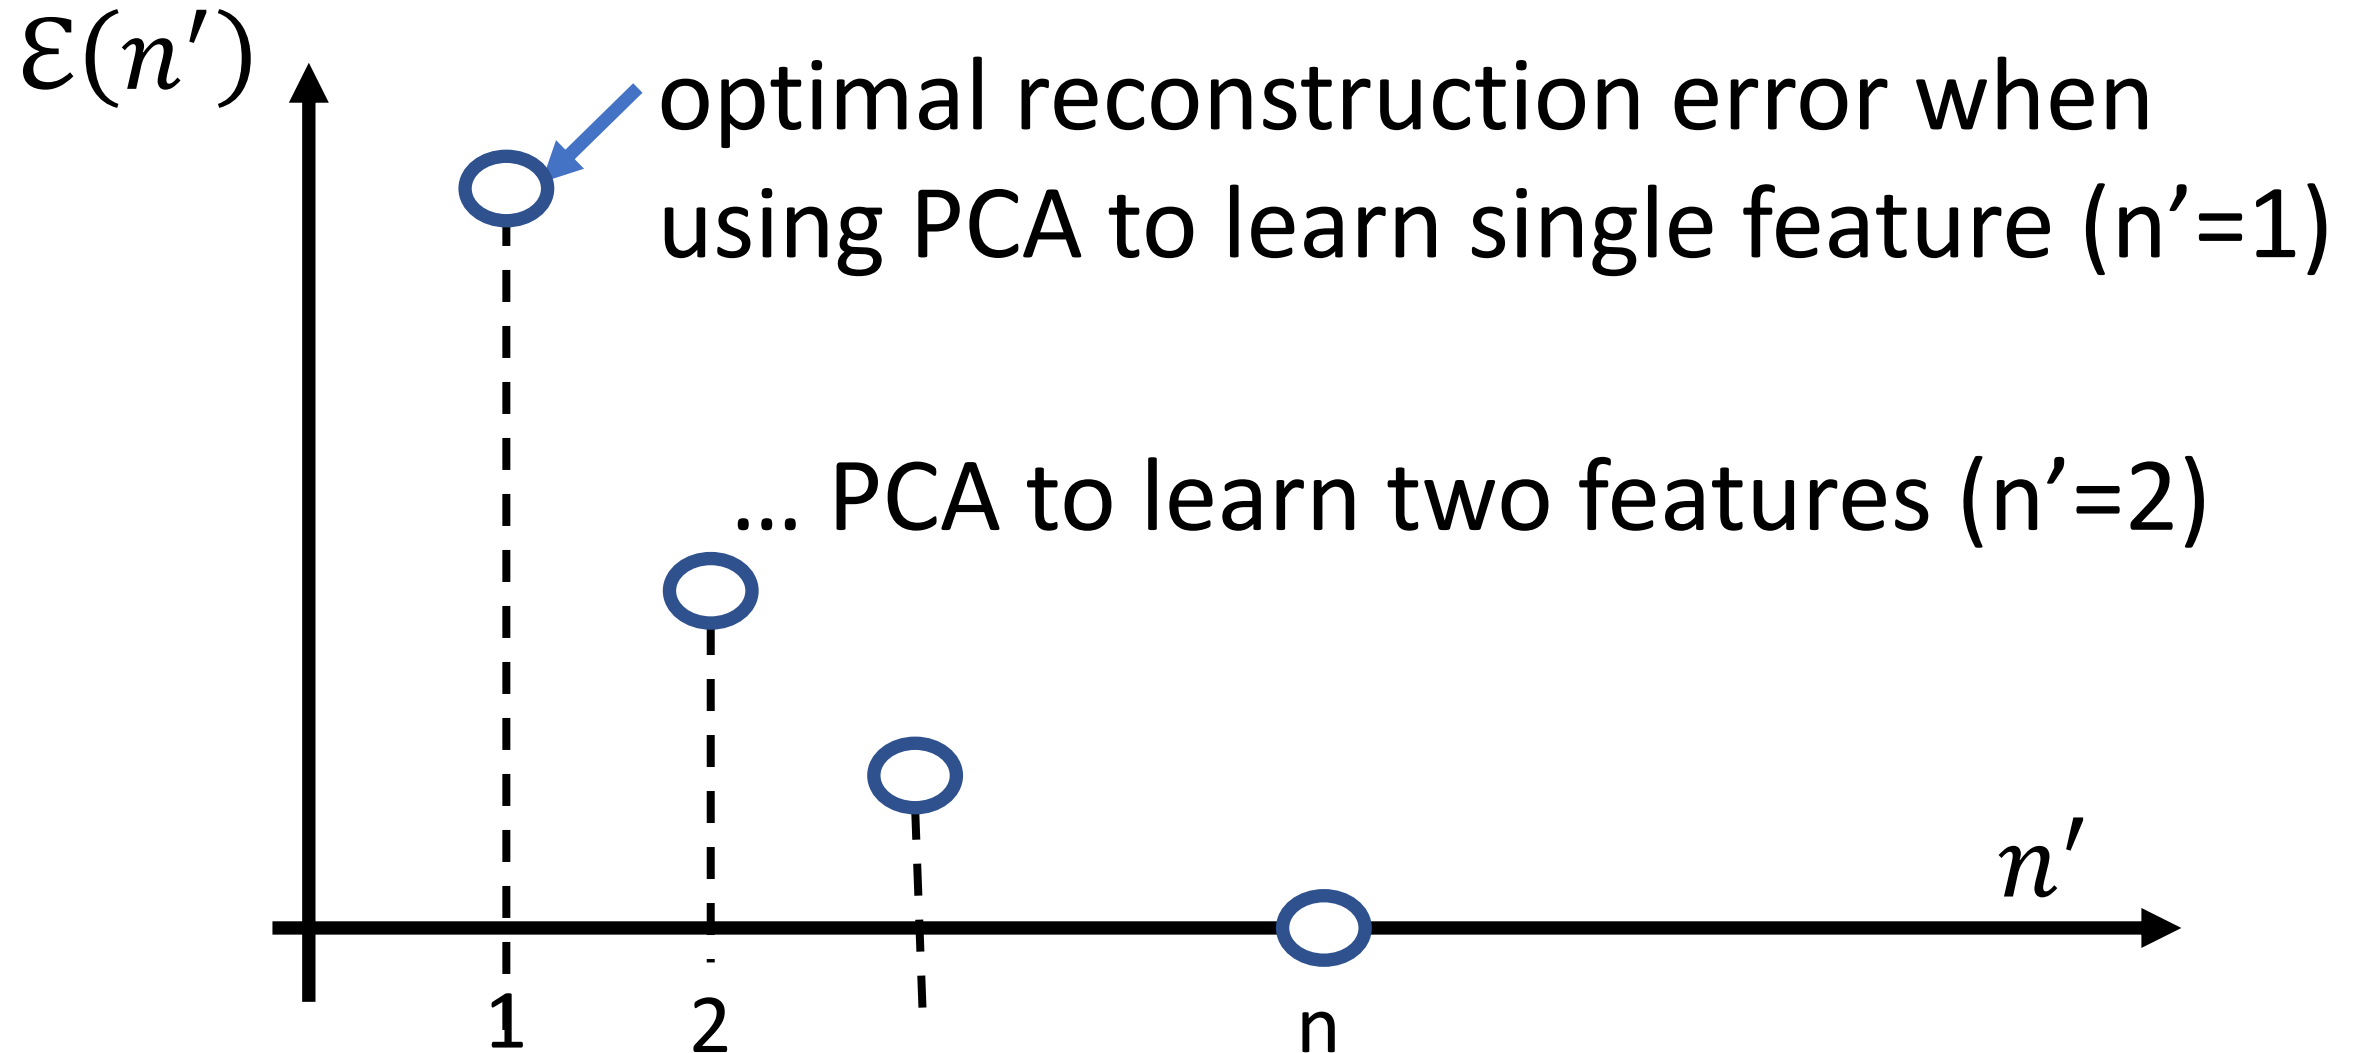 ℇ(𝑛′)
optimal reconstruction error when
using PCA to learn single feature (n’=1)
… PCA to learn two features (n’=2)
𝑛′
1
2
n